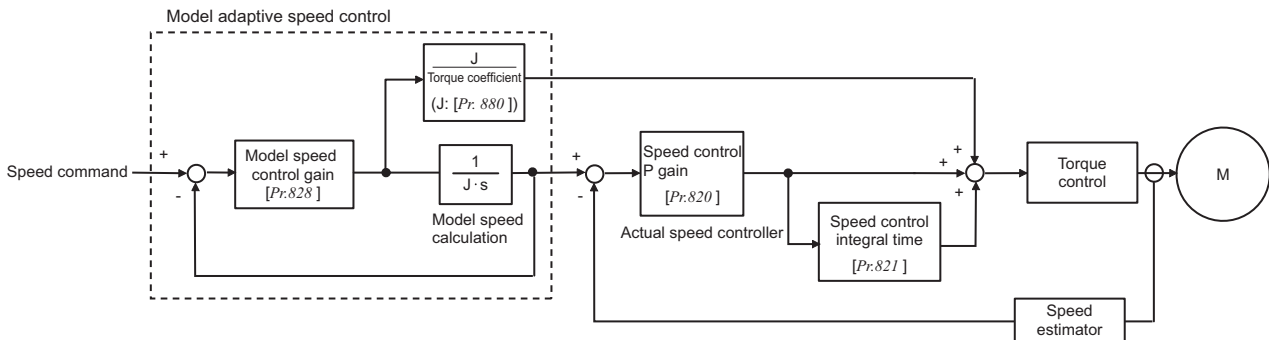 Model adaptive speed control
J
Torque coefficient
(J: [Pr. 880 ])
Speed command
+
-
Model speed
control gain
[Pr.828 ]
1
J·s
Model speed
calculation
+
-
Speed control
P gain
[Pr.820 ]
Actual speed controller
Speed control
integral time
[Pr.821 ]
+
+
+
Torque
control
M
Speed
estimator